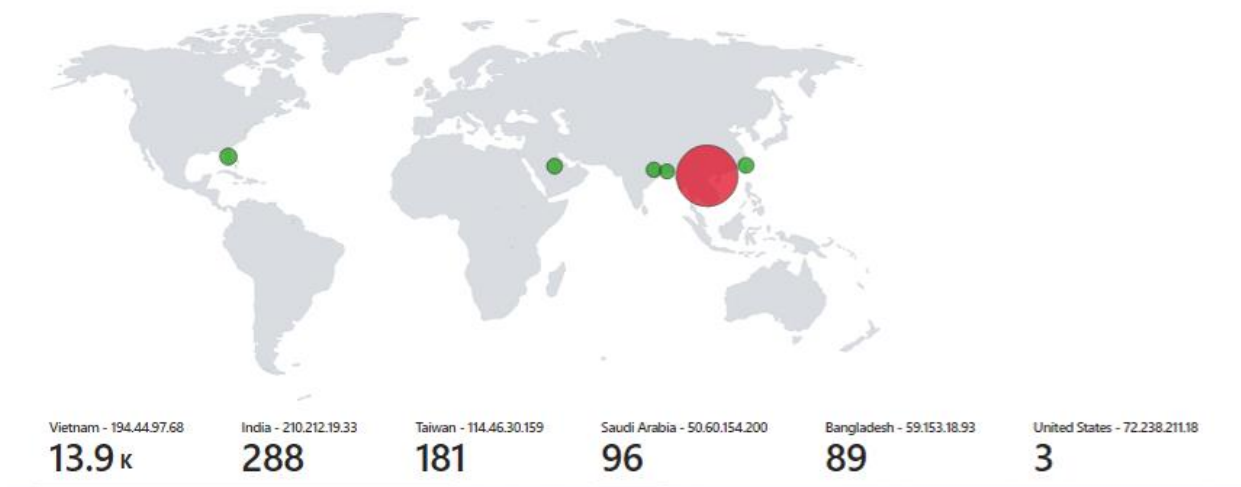 Vietnam - 194.44.97.68
13.9 K
India - 210.212.19.33
288
Taiwan - 114.46.30.159
181
Saudi Arabia - 50.60.154.200
96
Bangladesh - 59.153.18.93
89
United States - 72.238.211.18
3